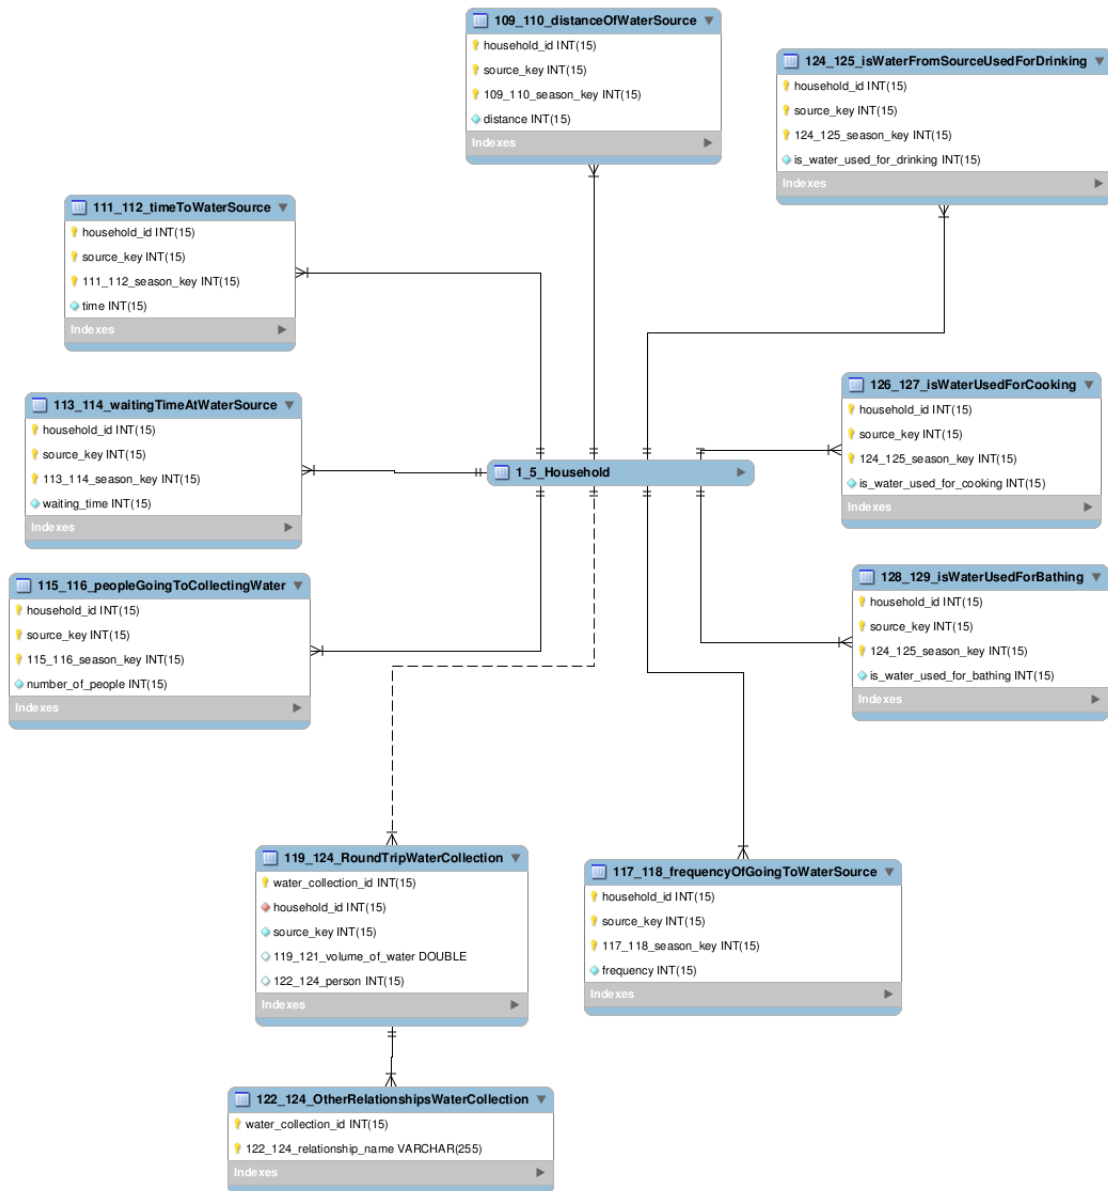 109_110_distanceOfWaterSource
household_id INT(15)
source_key INT(15)
109_110_season_key INT(15)
distance INT(15)
Indexes
124_125_isWaterFromSourceUsedForDrinking
household_id INT(15)
source_key INT(15)
124_125_season_key INT(15)
is_water_used_for_drinking INT(15)
Indexes
111_112_timeToWaterSource
household_id INT(15)
source_key INT(15)
111_112_season_key INT(15)
time INT(15)
Indexes
113_114_waitingTimeAtWaterSource
household_id INT(15)
source_key INT(15)
113_114_season_key INT(15)
waiting_time INT(15)
Indexes
126_127_isWaterUsedForCooking
household_id INT(15)
source_key INT(15)
124_125_season_key INT(15)
is_water_used_for_cooking INT(15)
Indexes
1_5_Household
115_116_peopleGoingToCollectingWater
household_id INT(15)
source_key INT(15)
115_116_season_key INT(15)
number_of_people INT(15)
Indexes
128_129_isWaterUsedForBathing
household_id INT(15)
source_key INT(15)
124_125_season_key INT(15)
is_water_used_for_bathing INT(15)
Indexes
119_124_RoundTripWaterCollection
water_collection_id INT(15)
household_id INT(15)
source_key INT(15)
119_121_volume_of_water DOUBLE
122_124_person INT(15)
Indexes
117_118_frequencyOfGoingToWaterSource
household_id INT(15)
source_key INT(15)
117_118_season_key INT(15)
frequency INT(15)
Indexes
122_124_OtherRelationshipsWaterCollection
water_collection_id INT(15)
122_124_relationship_name VARCHAR(255)
Indexes